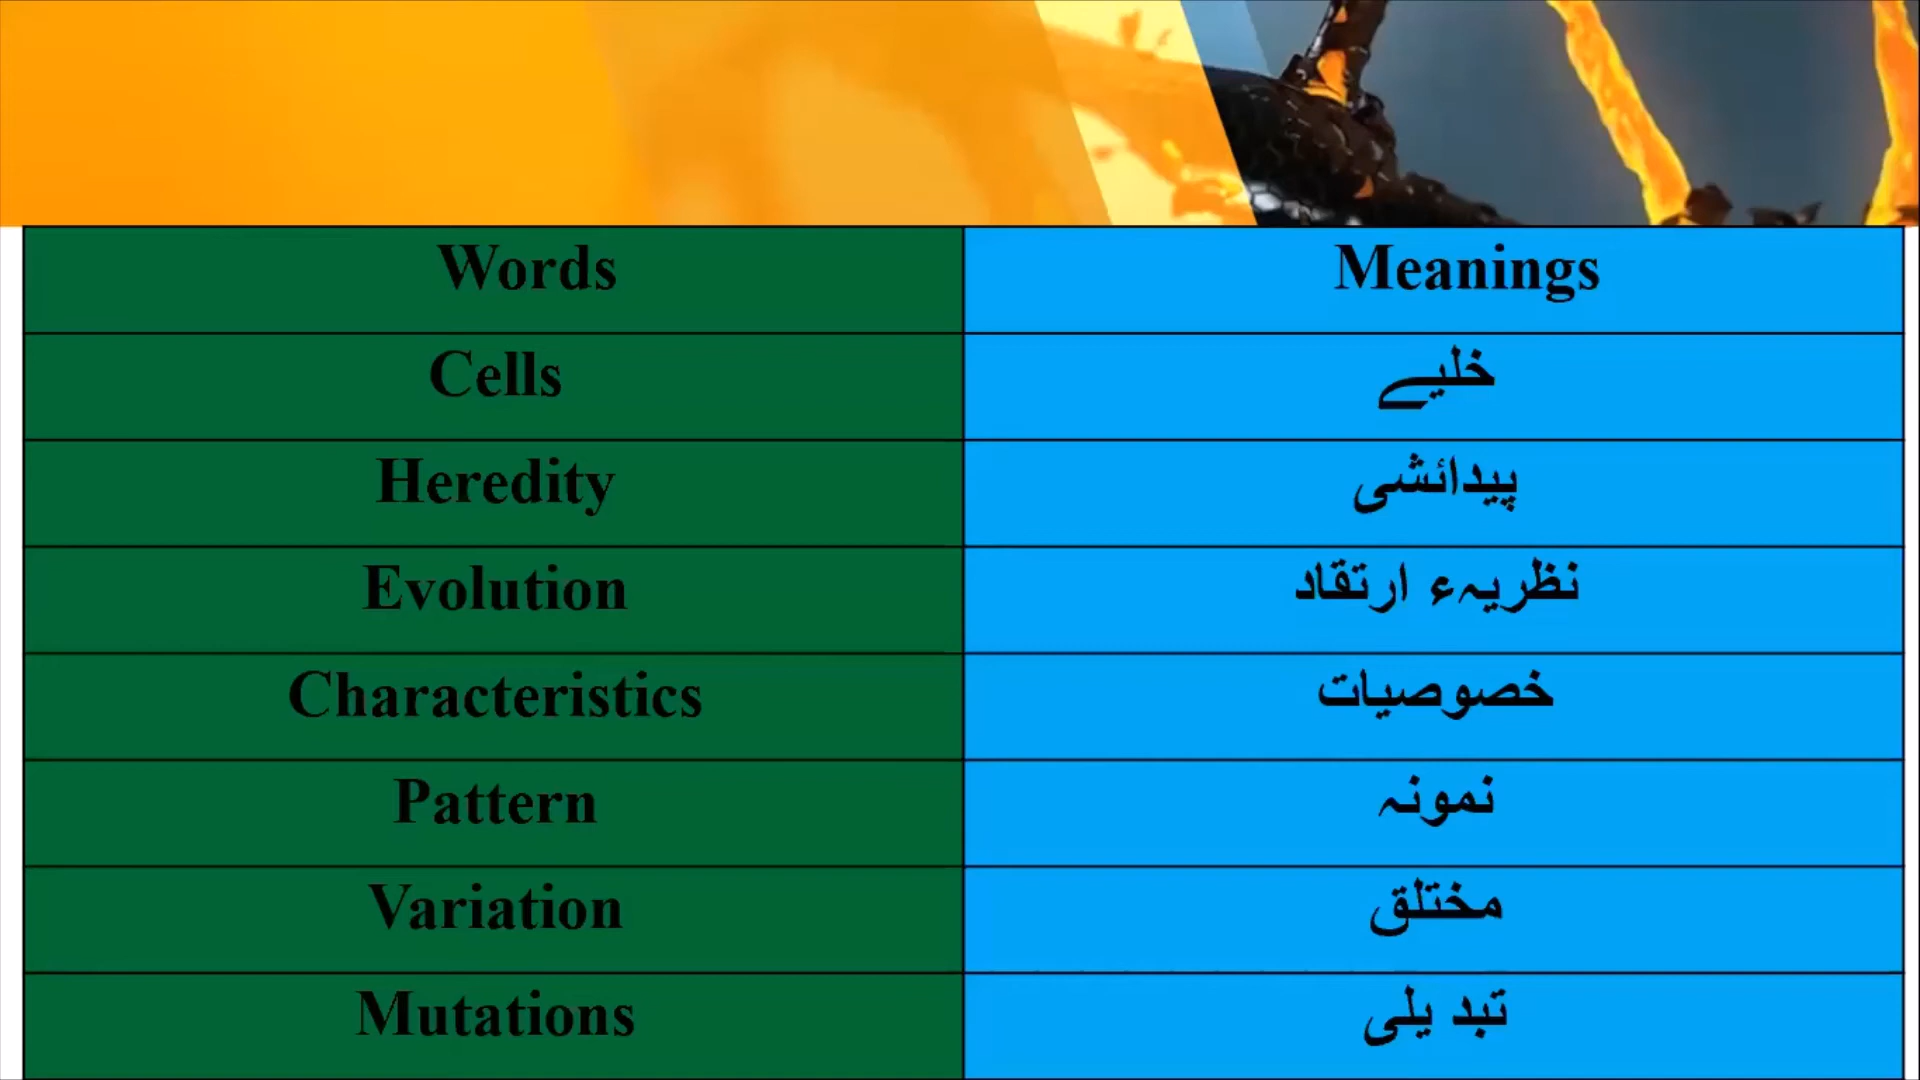 Words Meanings
Cells خلیے
Heredity پیدائشی
Evolution نظریہء ارتقاد
Characteristics خصوصیات
Pattern نمونہ
Variation مختلق
Mutations تبد یلی